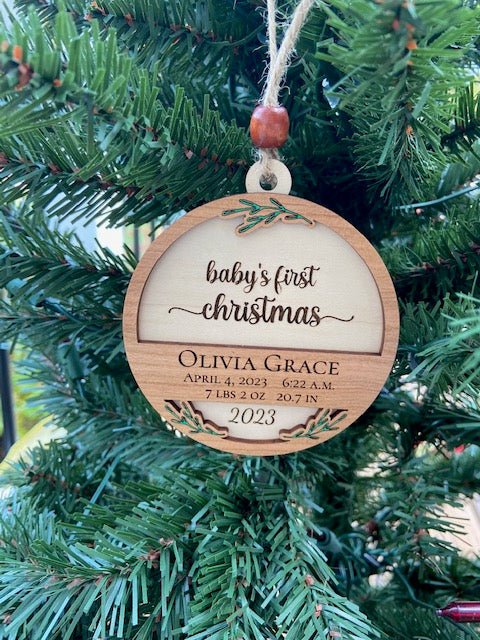 baby's first
christmas
OLIVIA GRACE
APRIL 4, 2023 6:22 A.M.
7 LBS 2 OZ 20.7 IN
2023